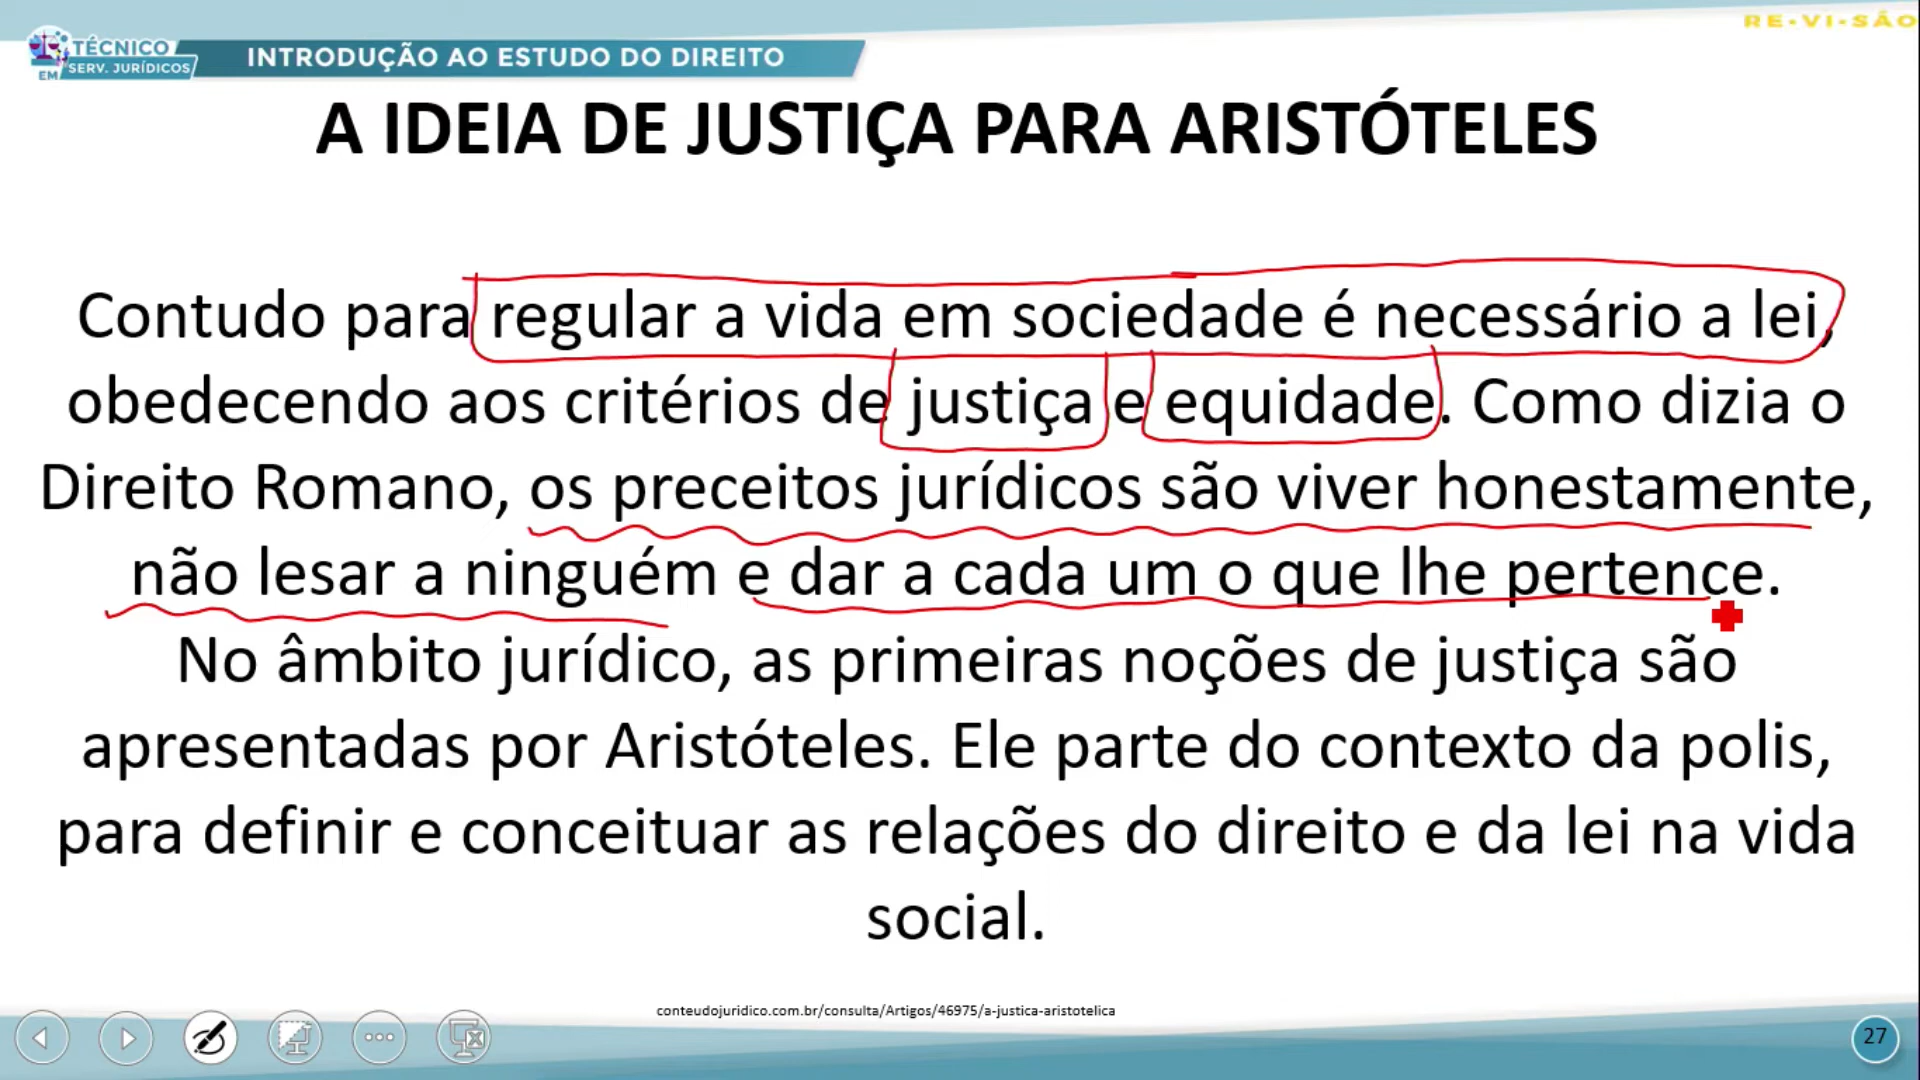 RE-VI-SÃO
TÉCNICO
EM SERV. JURÍDICOS
INTRODUÇÃO AO ESTUDO DO DIREITO
A IDEIA DE JUSTIÇA PARA ARISTÓTELES
Contudo para regular a vida em sociedade é necessário a lei,
obedecendo aos critérios de justiça e equidade. Como dizia o
Direito Romano, os preceitos jurídicos são viver honestamente,
não lesar a ninguém e dar a cada um o que lhe pertence.
No âmbito jurídico, as primeiras noções de justiça são
apresentadas por Aristóteles. Ele parte do contexto da polis,
para definir e conceituar as relações do direito e da lei na vida
social.
conteudojuridico.com.br/consulta/Artigos/46975/a-justica-aristotelica
27